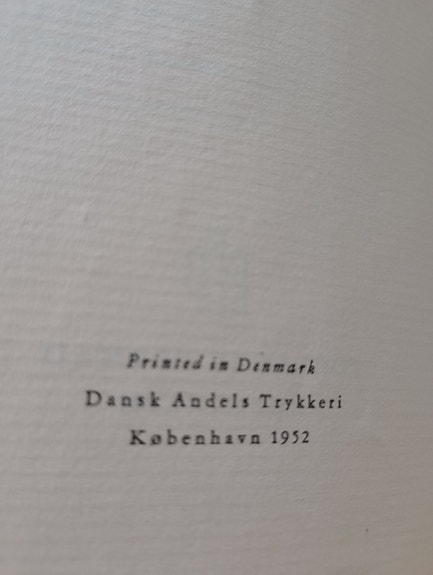 Printed in Denmark
Dansk Andels Trykkeri
København 1952